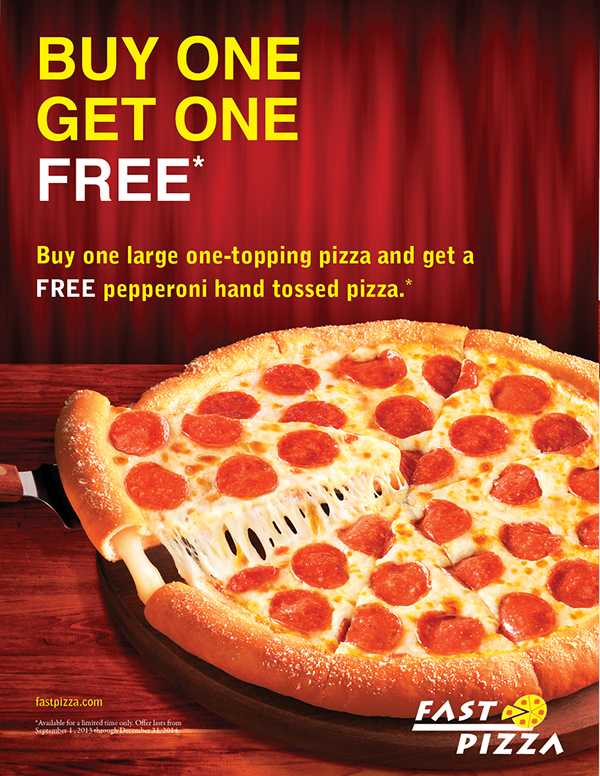 BUY ONE
GET ONE
FREE*
Buy one large one-topping pizza and get a
FREE pepperoni hand tossed pizza.*
fastpizza.com
*Available for a limited time only. Offer lasts from
September 1, 2013 through December 31, 2014
FAST
PIZZA